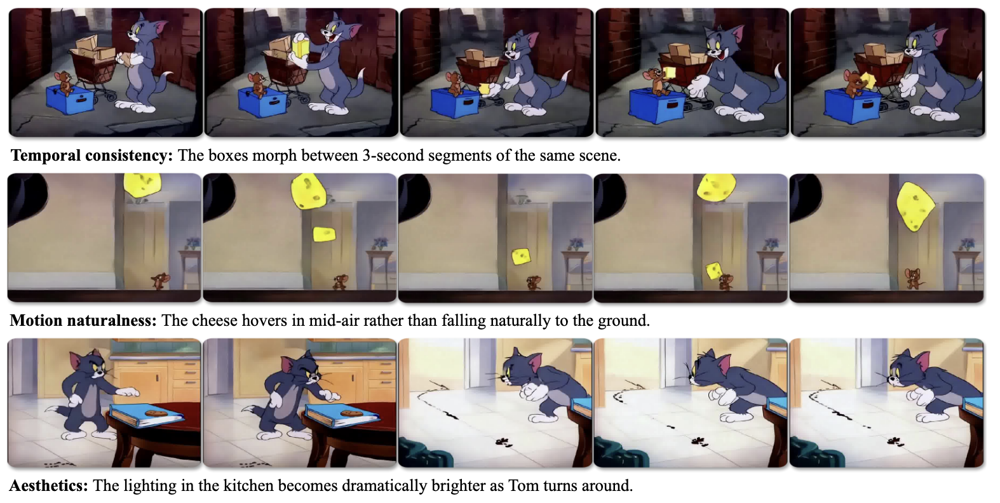 Temporal consistency: The boxes morph between 3-second segments of the same scene.
Motion naturalness: The cheese hovers in mid-air rather than falling naturally to the ground.
Aesthetics: The lighting in the kitchen becomes dramatically brighter as Tom turns around.